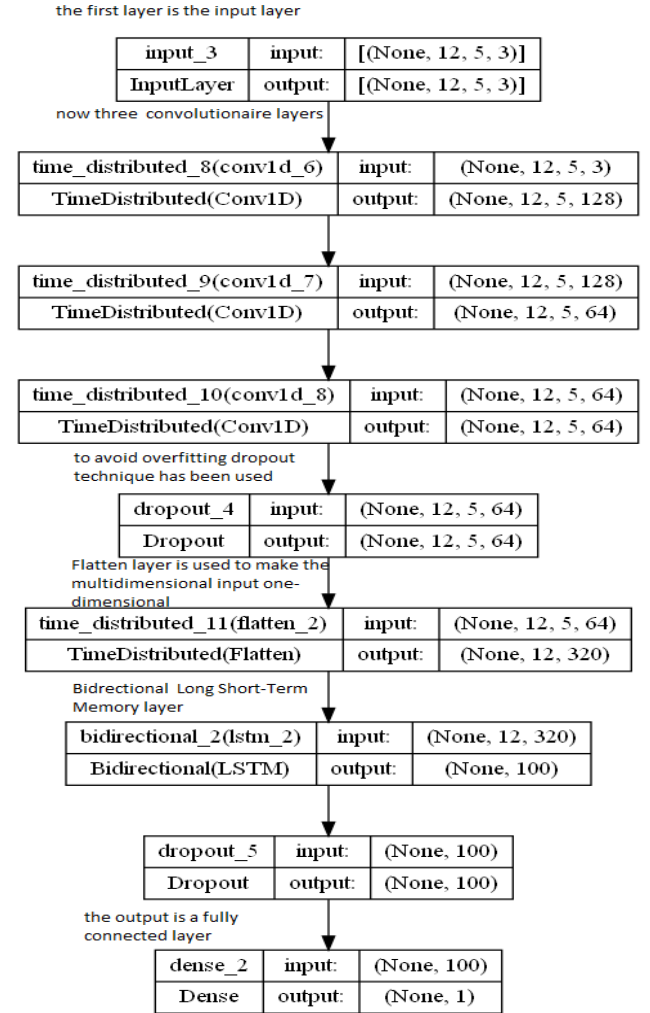 the first layer is the input layer
input_3 input: [(None, 12, 5, 3)]
InputLayer output: [(None, 12, 5, 3)]
now three convolutionaire layers
time_distributed_8(conv1d_6) input: (None, 12, 5, 3)
TimeDistributed(Conv1D) output: (None, 12, 5, 128)
time_distributed_9(conv1d_7) input: (None, 12, 5, 128)
TimeDistributed(Conv1D) output: (None, 12, 5, 64)
time_distributed_10(conv1d_8) input: (None, 12, 5, 64)
TimeDistributed(Conv1D) output: (None, 12, 5, 64)
to avoid overfitting dropout
technique has been used
dropout_4 input: (None, 12, 5, 64)
Dropout output: (None, 12, 5, 64)
Flatten layer is used to make the
multidimensional input one-
dimensional
time_distributed_11(flatten_2) input: (None, 12, 5, 64)
TimeDistributed(Flatten) output: (None, 12, 320)
Bidrectional Long Short-Term
Memory layer
bidirectional_2(lstm_2) input: (None, 12, 320)
Bidirectional(LSTM) output: (None, 100)
dropout_5 input: (None, 100)
Dropout output: (None, 100)
the output is a fully
connected layer
dense_2 input: (None, 100)
Dense output: (None, 1)